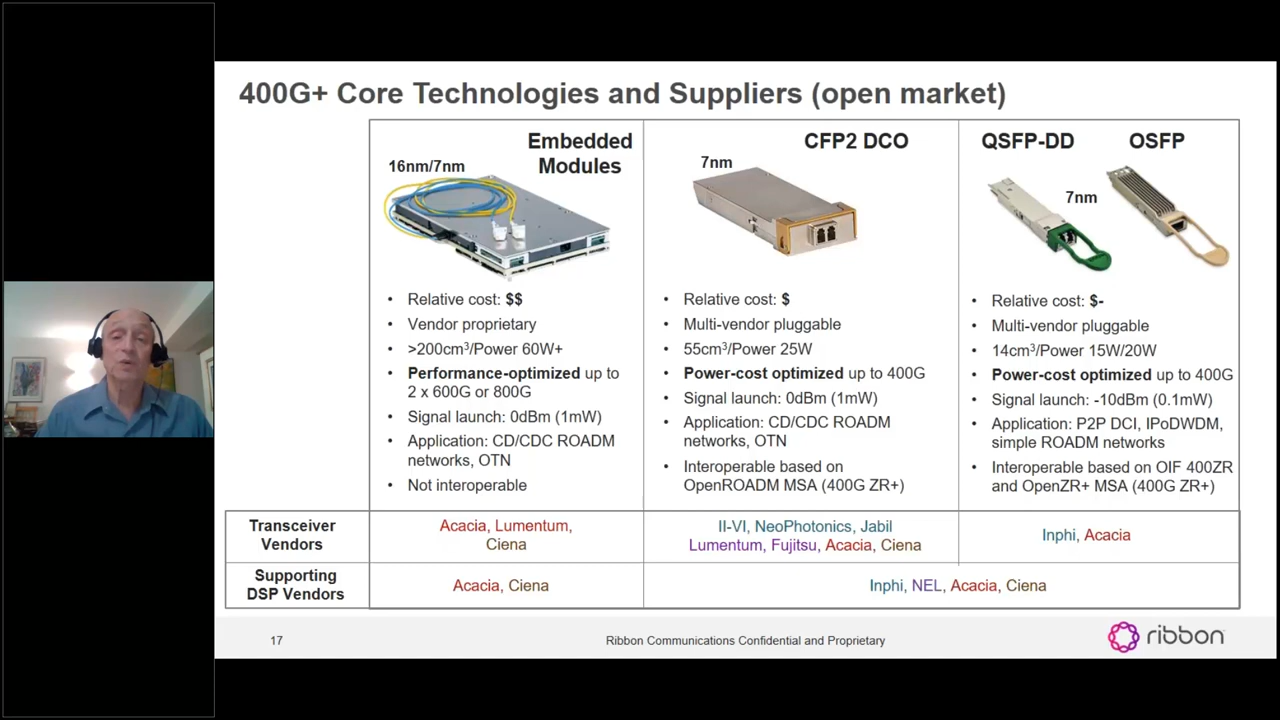 400G+ Core Technologies and Suppliers (open market)
Embedded
Modules
16nm/7nm
• Relative cost: $$
• Vendor proprietary
• >200cm³/Power 60W+
• Performance-optimized up to
2 x 600G or 800G
• Signal launch: 0dBm (1mW)
• Application: CD/CDC ROADM
networks, OTN
• Not interoperable
CFP2 DCO
7nm
• Relative cost: $
• Multi-vendor pluggable
• 55cm³/Power 25W
• Power-cost optimized up to 400G
• Signal launch: 0dBm (1mW)
• Application: CD/CDC ROADM
networks, OTN
• Interoperable based on
OpenROADM MSA (400G ZR+)
QSFP-DD OSFP
7nm
• Relative cost: $-
• Multi-vendor pluggable
• 14cm³/Power 15W/20W
• Power-cost optimized up to 400G
• Signal launch: -10dBm (0.1mW)
• Application: P2P DCI, IPoDWDM,
simple ROADM networks
• Interoperable based on OIF 400ZR
and OpenZR+ MSA (400G ZR+)
Transceiver
Vendors
Acacia, Lumentum,
Ciena
II-VI, NeoPhotonics, Jabil
Lumentum, Fujitsu, Acacia, Ciena
Inphi, Acacia
Supporting
DSP Vendors
Acacia, Ciena
Inphi, NEL, Acacia, Ciena
17
Ribbon Communications Confidential and Proprietary
ribbon